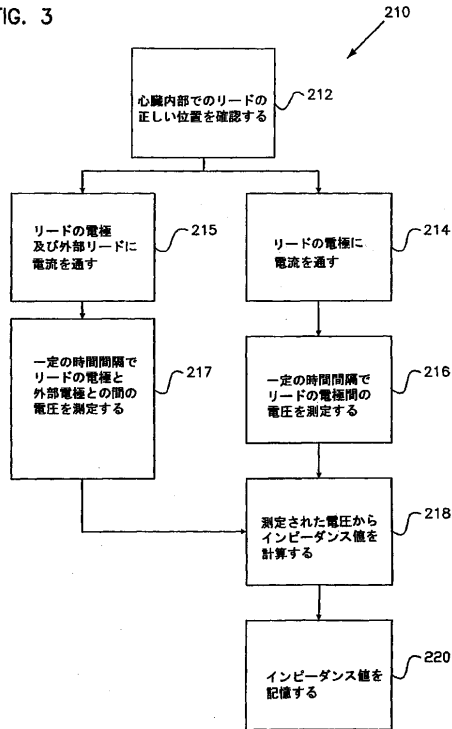 FIG. 3
210
心臓内部でのリードの
正しい位置を確認する
212
リードの電極
及び外部リードに
電流を通す
215
リードの電極に
電流を通す
214
一定の時間間隔で
リードの電極と
外部電極との間の
電圧を測定する
217
一定の時間間隔で
リードの電極間の
電圧を測定する
216
測定された電圧から
インピーダンス値を
計算する
218
インピーダンス値を
記憶する
220